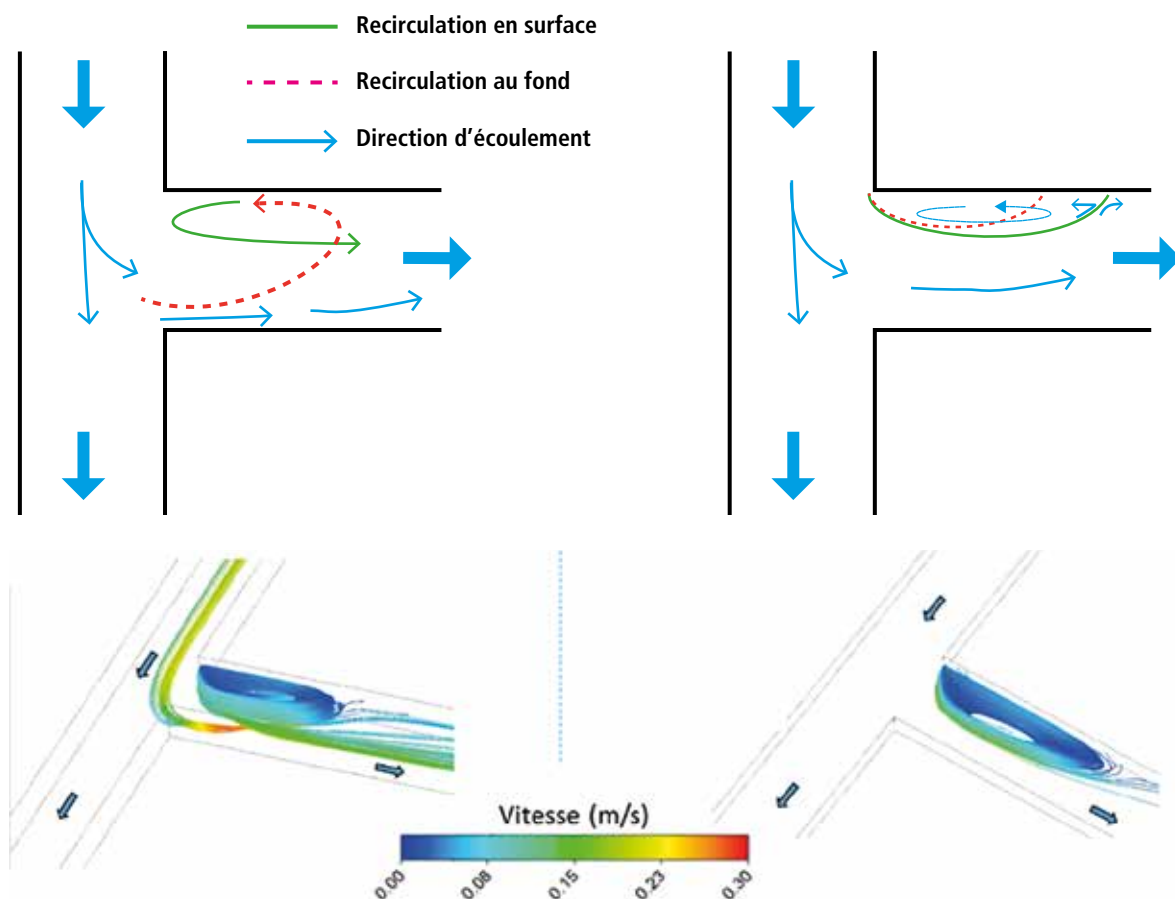 Recirculation en surface
Recirculation au fond
Direction d'écoulement
Vitesse (m/s)
0.00 0.08 0.15 0.23 0.30